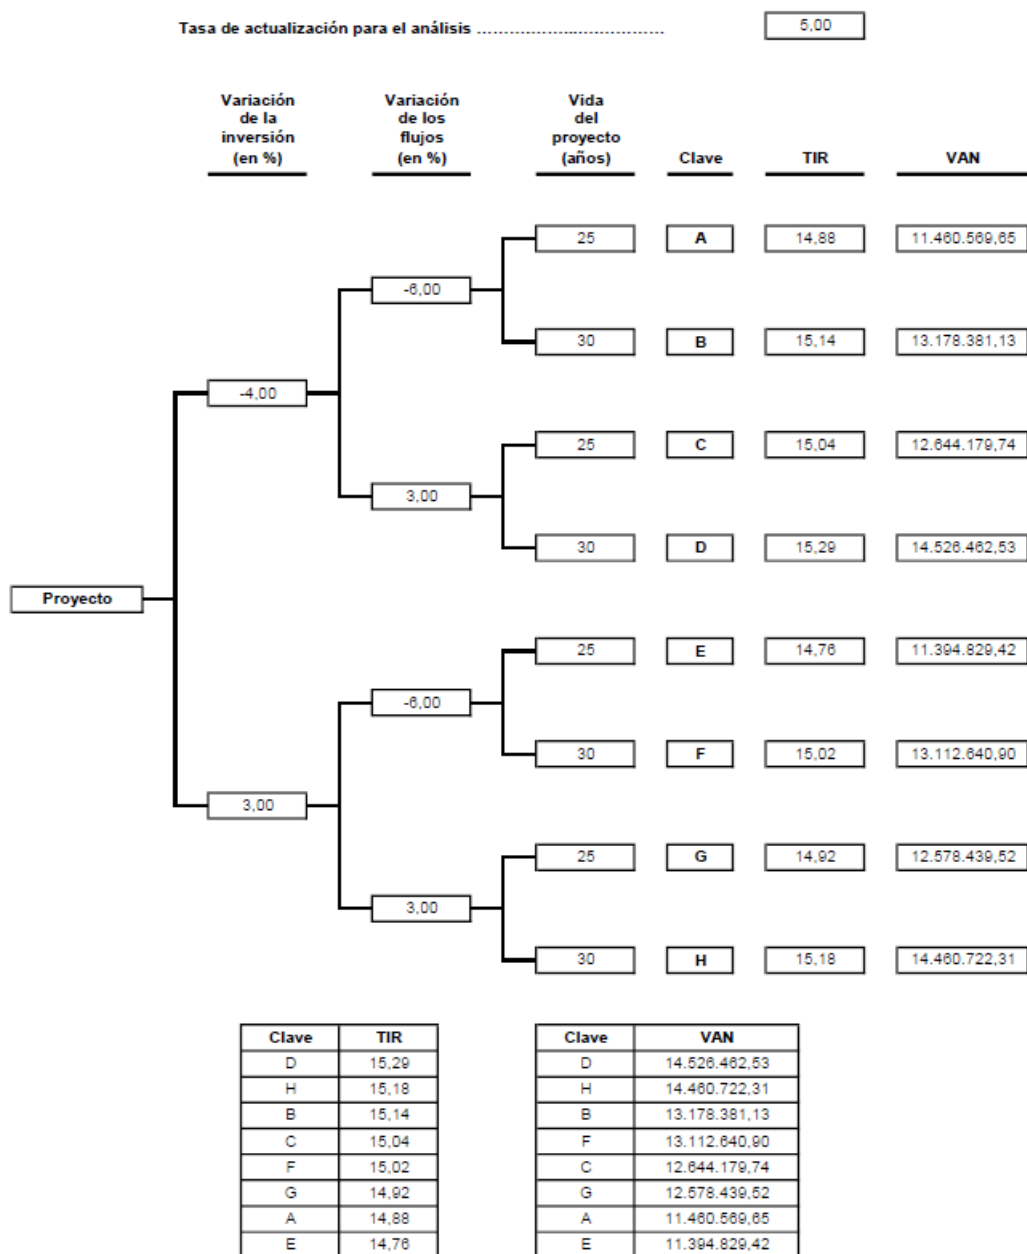 Tasa de actualización para el análisis ……………...……………
5,00
Variación de la inversión (en %)
Variación de los flujos (en %)
Vida del proyecto (años)
Clave
TIR
VAN
25 A 14,88 11.460.569,65
-6,00
30 B 15,14 13.178.381,13
-4,00
25 C 15,04 12.644.179,74
3,00
30 D 15,29 14.526.462,53
Proyecto
25 E 14,76 11.394.829,42
-6,00
30 F 15,02 13.112.640,90
3,00
25 G 14,92 12.578.439,52
3,00
30 H 15,18 14.460.722,31
Clave TIR
D 15,29
H 15,18
B 15,14
C 15,04
F 15,02
G 14,92
A 14,88
E 14,76
Clave VAN
D 14.526.462,53
H 14.460.722,31
B 13.178.381,13
F 13.112.640,90
C 12.644.179,74
G 12.578.439,52
A 11.460.569,65
E 11.394.829,42